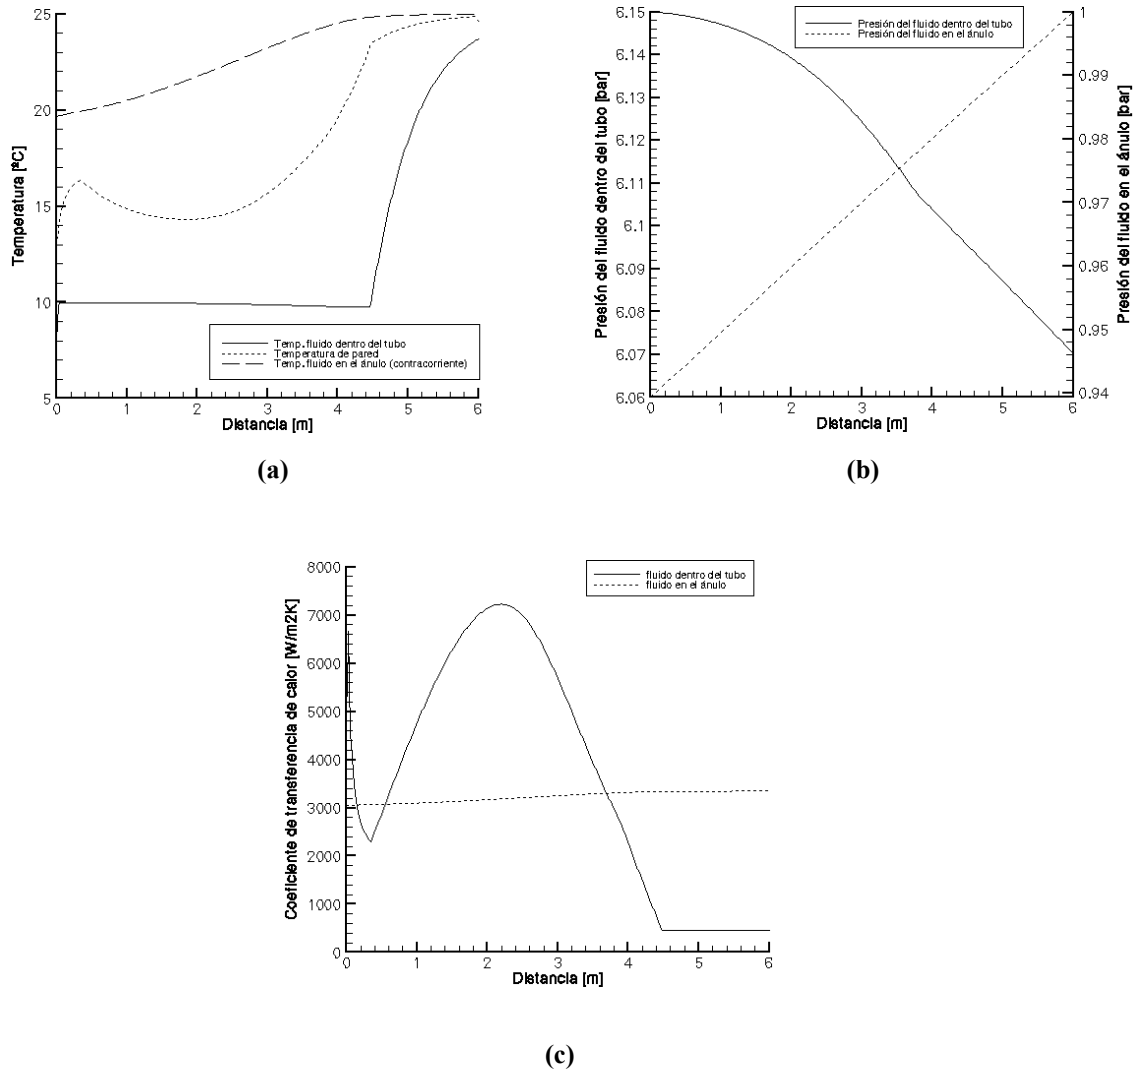 25
20
15
10
5
Temperatura [ºC]
Temp.fluido dentro del tubo
Temperatura de pared
Temp.fluido en el ánulo (contracorriente)
0 1 2 3 4 5 6
Distancia [m]
(a)
6.15
6.14
6.13
6.12
6.11
6.1
6.09
6.08
6.07
6.06
Presión del fluido dentro del tubo [bar]
Presión del fluido dentro del tubo
Presión del fluido en el ánulo
1
0.99
0.98
0.97
0.96
0.95
0.94
Presión del fluido en el ánulo [bar]
0 1 2 3 4 5 6
Distancia [m]
(b)
8000
7000
6000
5000
4000
3000
2000
1000
0
Coeficiente de transferencia de calor [W/m2K]
fluido dentro del tubo
fluido en el ánulo
0 1 2 3 4 5 6
Distancia [m]
(c)